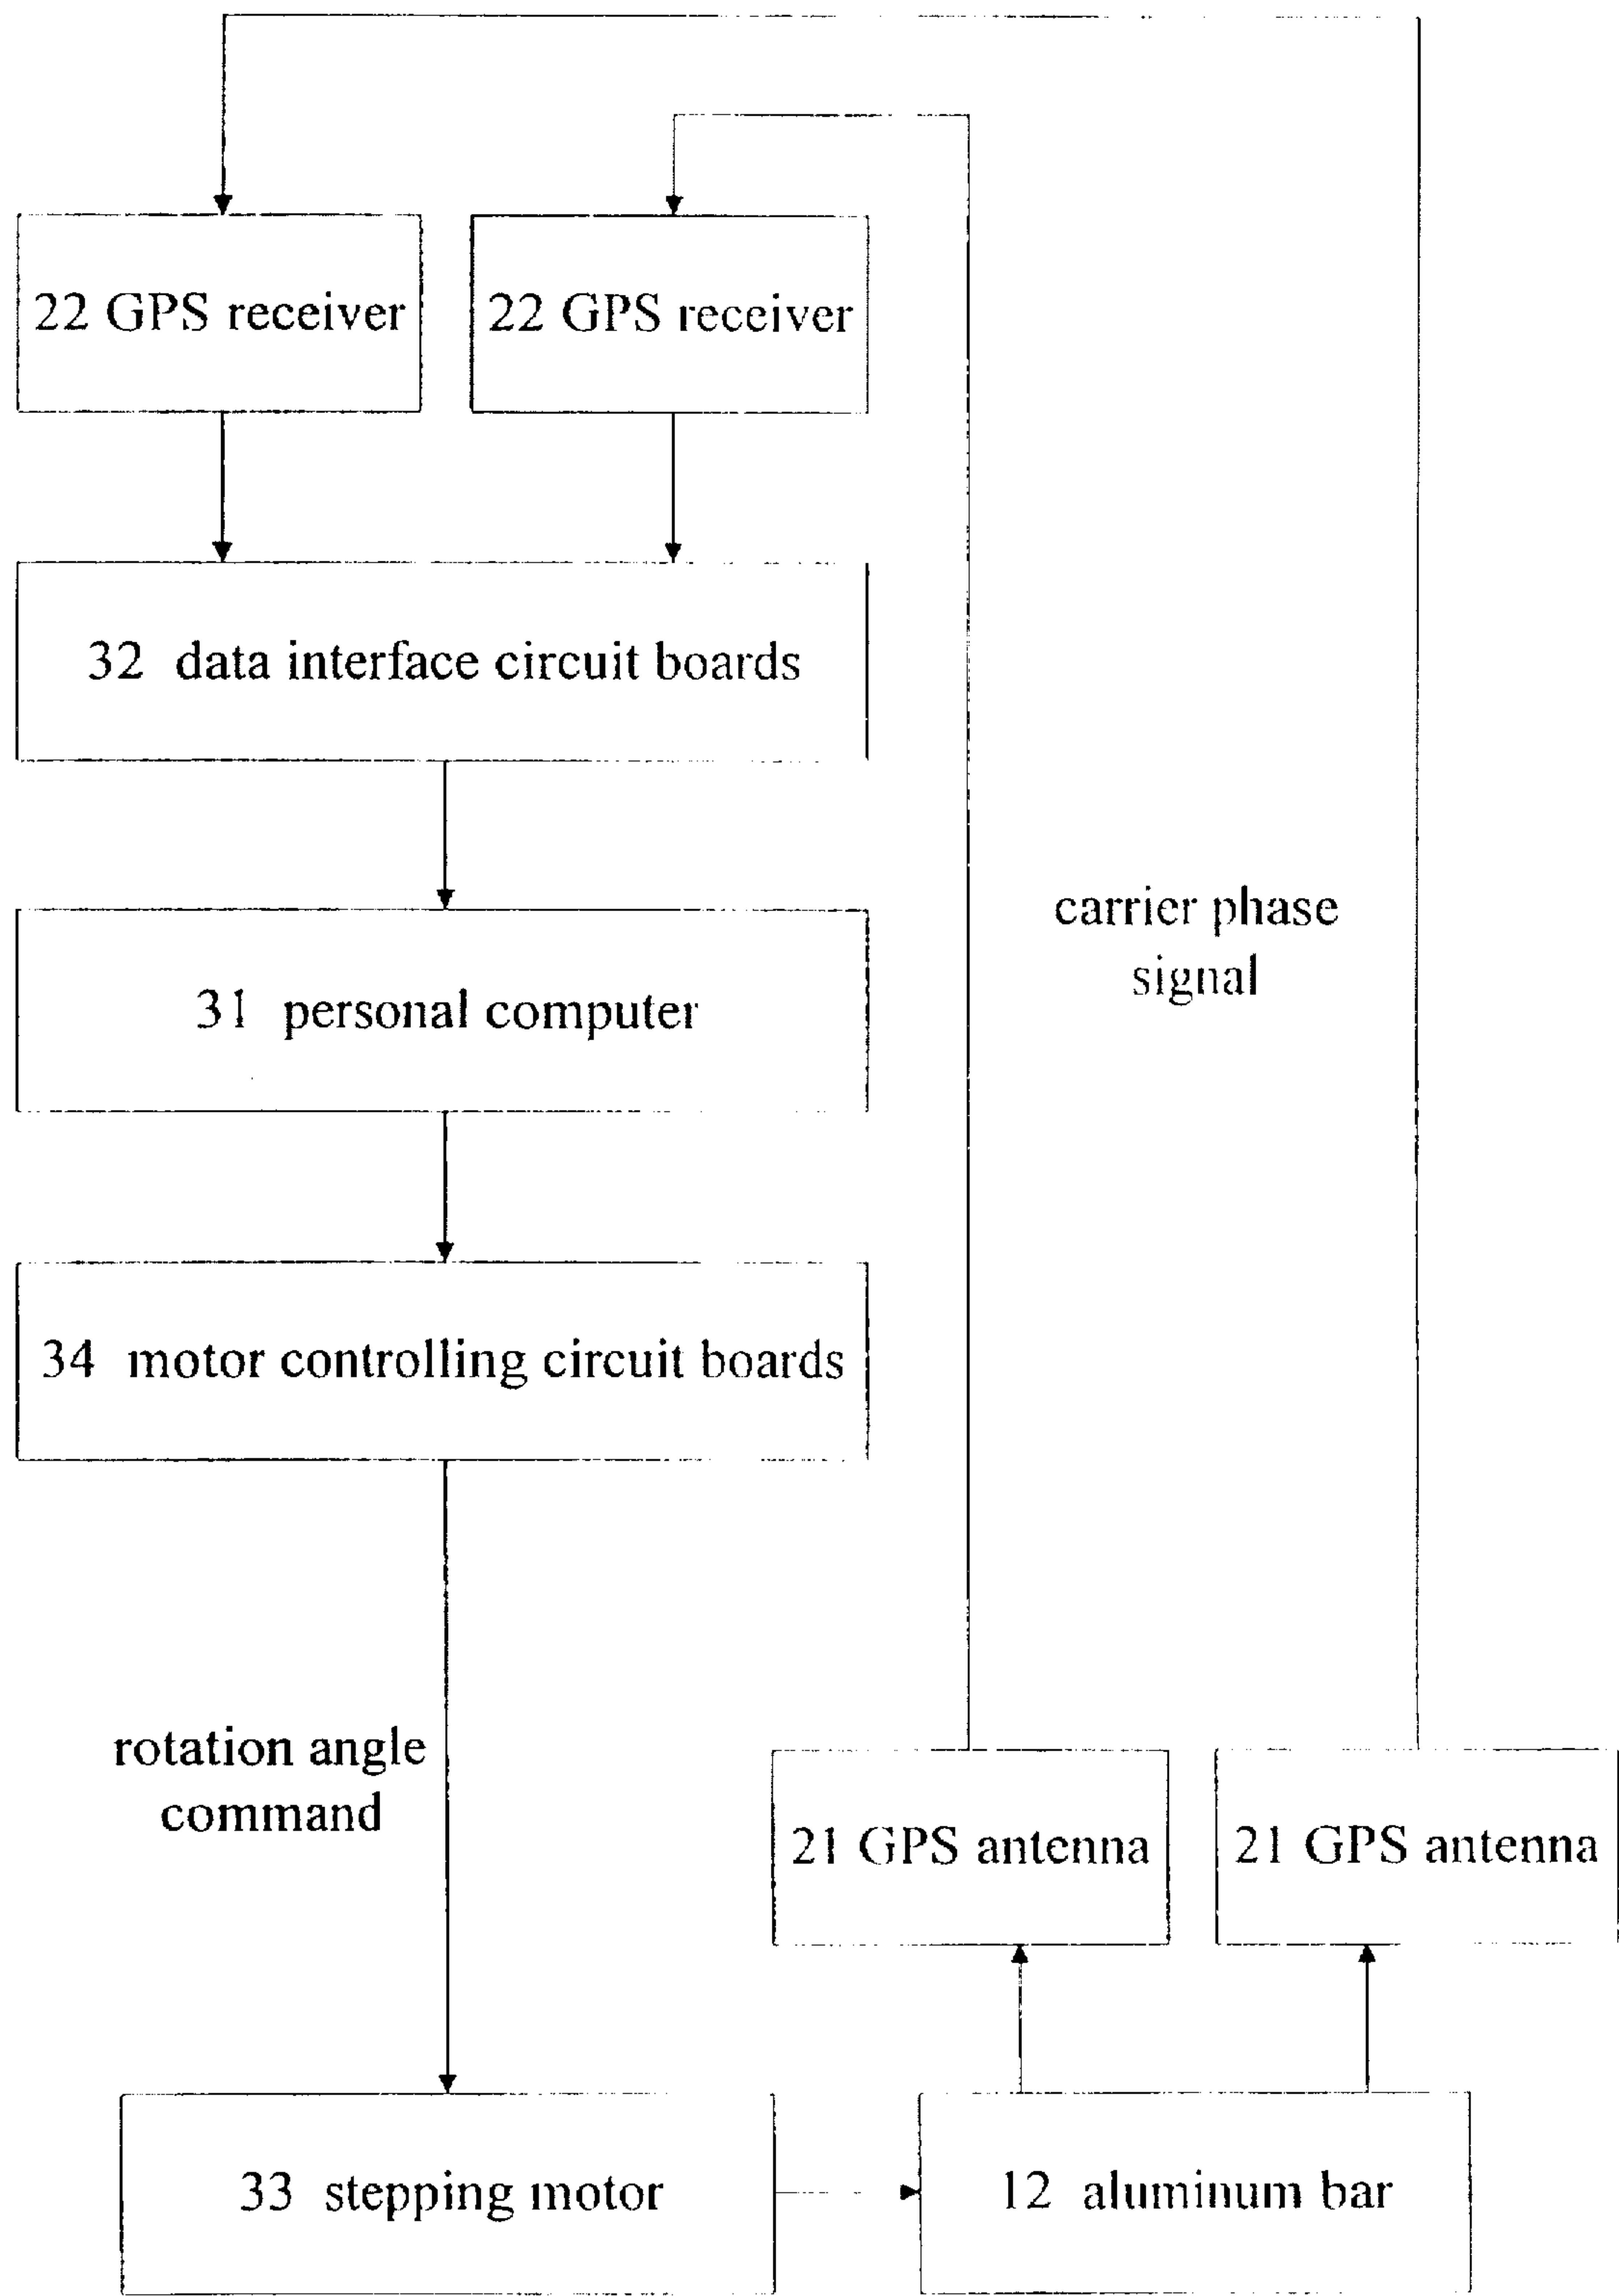 22 GPS receiver
22 GPS receiver
32 data interface circuit boards
carrier phase
signal
31 personal computer
34 motor controlling circuit boards
rotation angle
command
21 GPS antenna
21 GPS antenna
33 stepping motor
12 aluminum bar